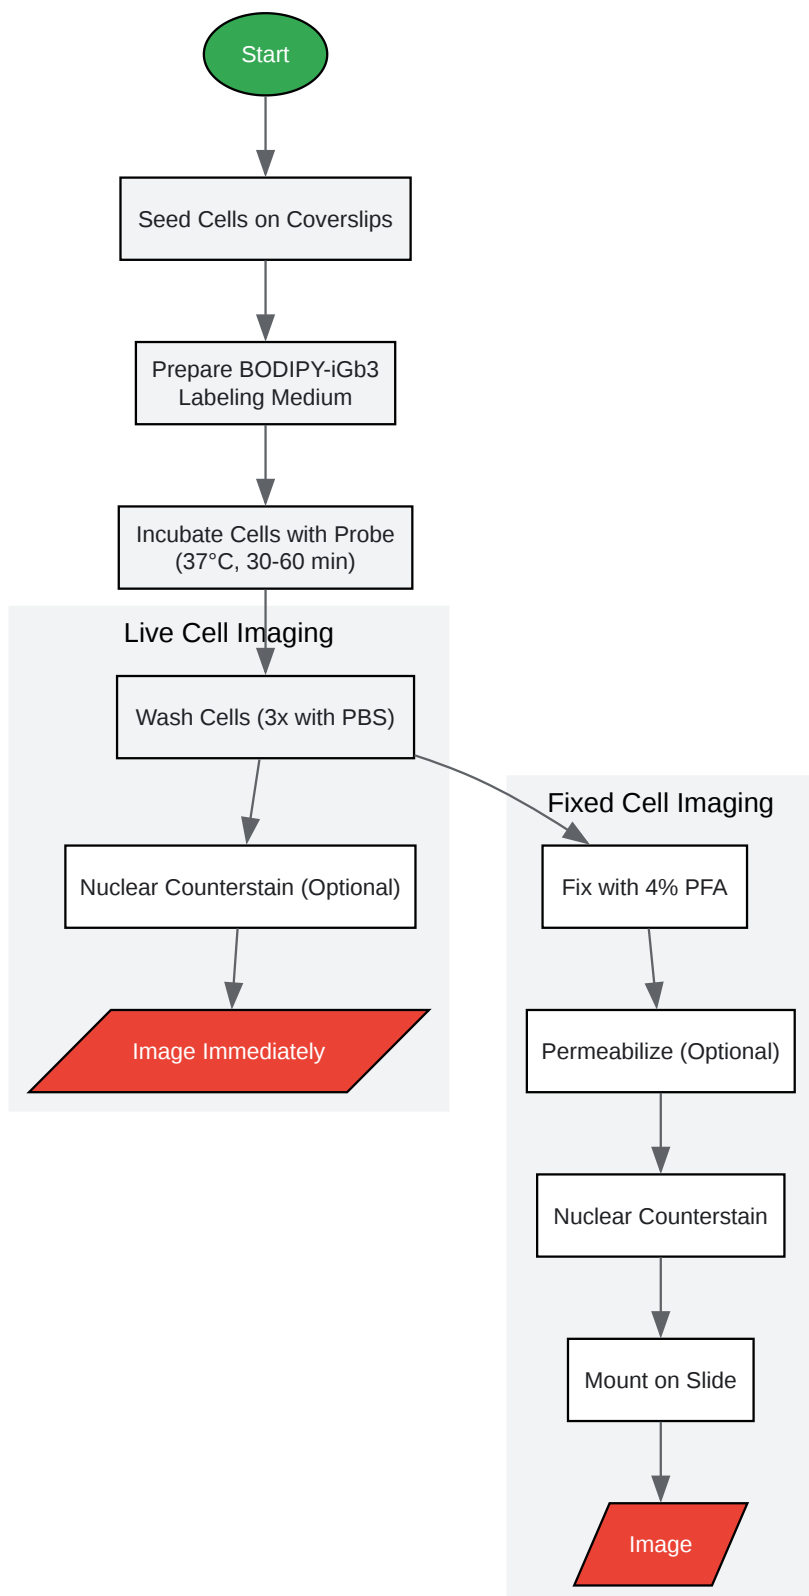 Start
Seed Cells on Coverslips
Prepare BODIPY-iGb3
Labeling Medium
Incubate Cells with Probe
(37°C, 30-60 min)
Live Cell Imaging
Wash Cells (3x with PBS)
Nuclear Counterstain (Optional)
Image Immediately
Fixed Cell Imaging
Fix with 4% PFA
Permeabilize (Optional)
Nuclear Counterstain
Mount on Slide
Image